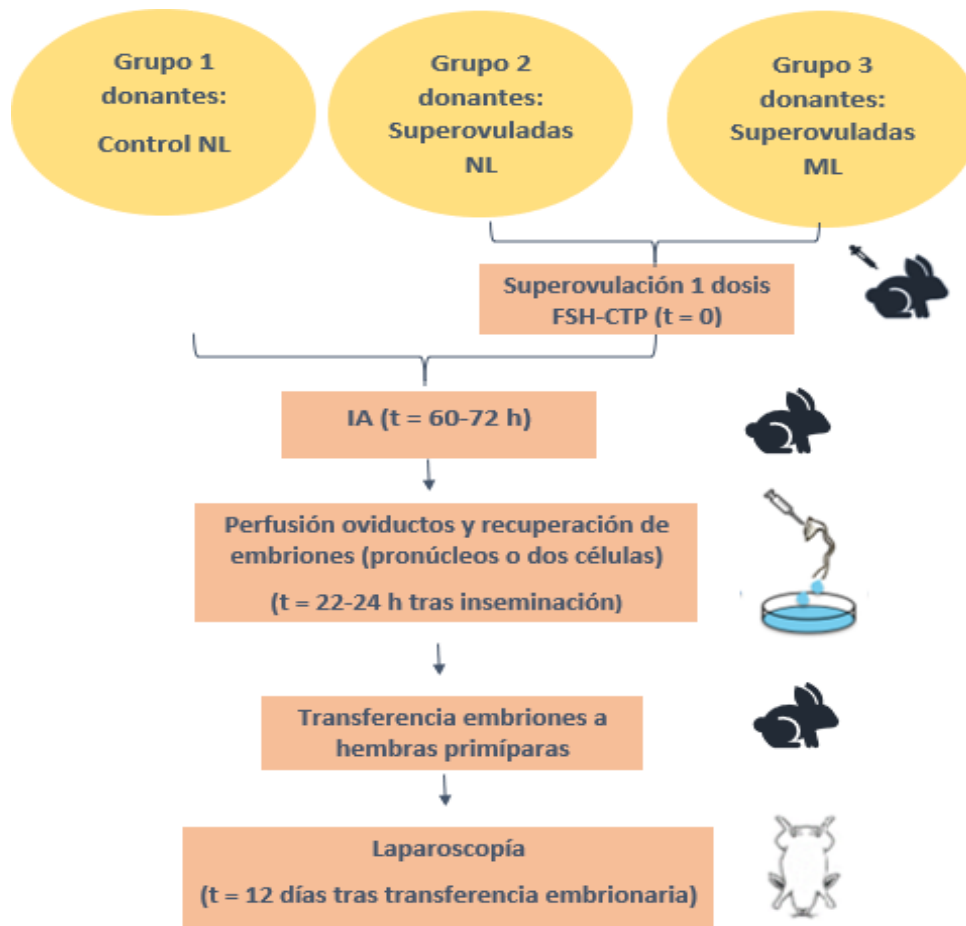 Grupo 1
donantes:
Control NL
Grupo 2
donantes:
Superovuladas
NL
Grupo 3
donantes:
Superovuladas
ML
Superovulación 1 dosis
FSH-CTP (t = 0)
IA (t = 60-72 h)
Perfusión oviductos y recuperación de
embriones (pronúcleos o dos células)
(t = 22-24 h tras inseminación)
Transferencia embriones a
hembras primíparas
Laparoscopía
(t = 12 días tras transferencia embrionaria)